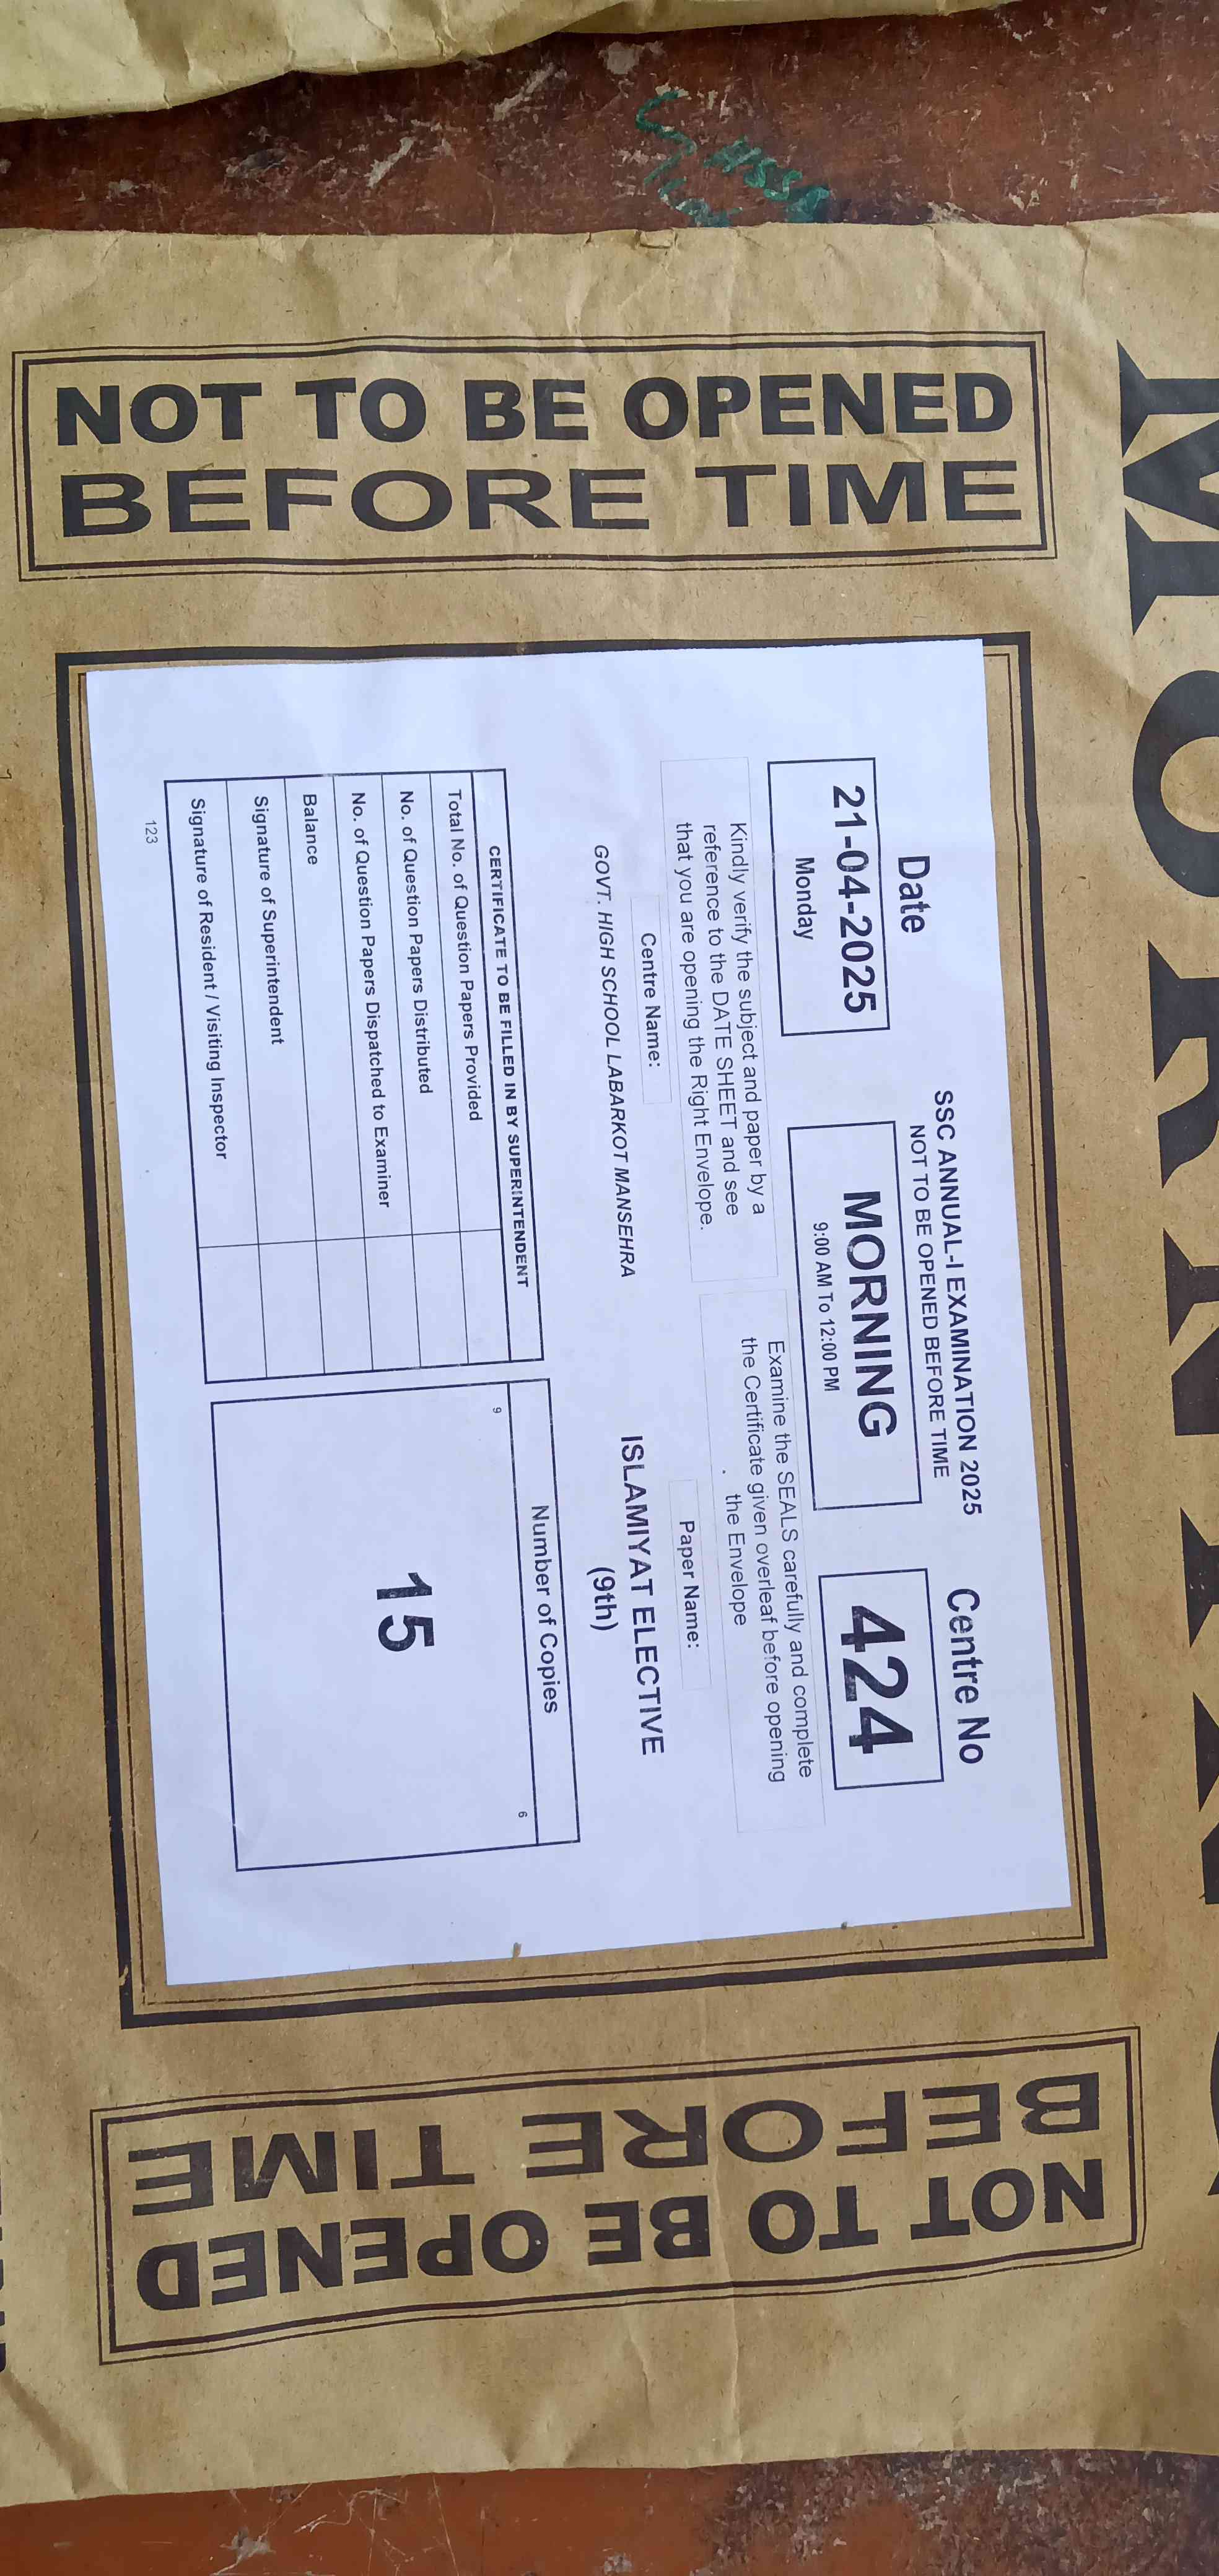 NOT TO BE OPENED
BEFORE TIME
MORNING
SSC ANNUAL-I EXAMINATION 2025
NOT TO BE OPENED BEFORE TIME
Date
21-04-2025
Monday
MORNING
9:00 AM To 12:00 PM
Centre No
424
Kindly verify the subject and paper by a
reference to the DATE SHEET and see
that you are opening the Right Envelope.
Examine the SEALS carefully and complete
the Certificate given overleaf before opening
the Envelope
Centre Name:
GOVT. HIGH SCHOOL LABARKOT MANSEHRA
Paper Name:
ISLAMIYAT ELECTIVE
(9th)
CERTIFICATE TO BE FILLED IN BY SUPERINTENDENT
Total No. of Question Papers Provided
No. of Question Papers Distributed
No. of Question Papers Dispatched to Examiner
Balance
Signature of Superintendent
Signature of Resident / Visiting Inspector
123
Number of Copies
9
6
15
NOT TO BE OPENED
BEFORE TIME